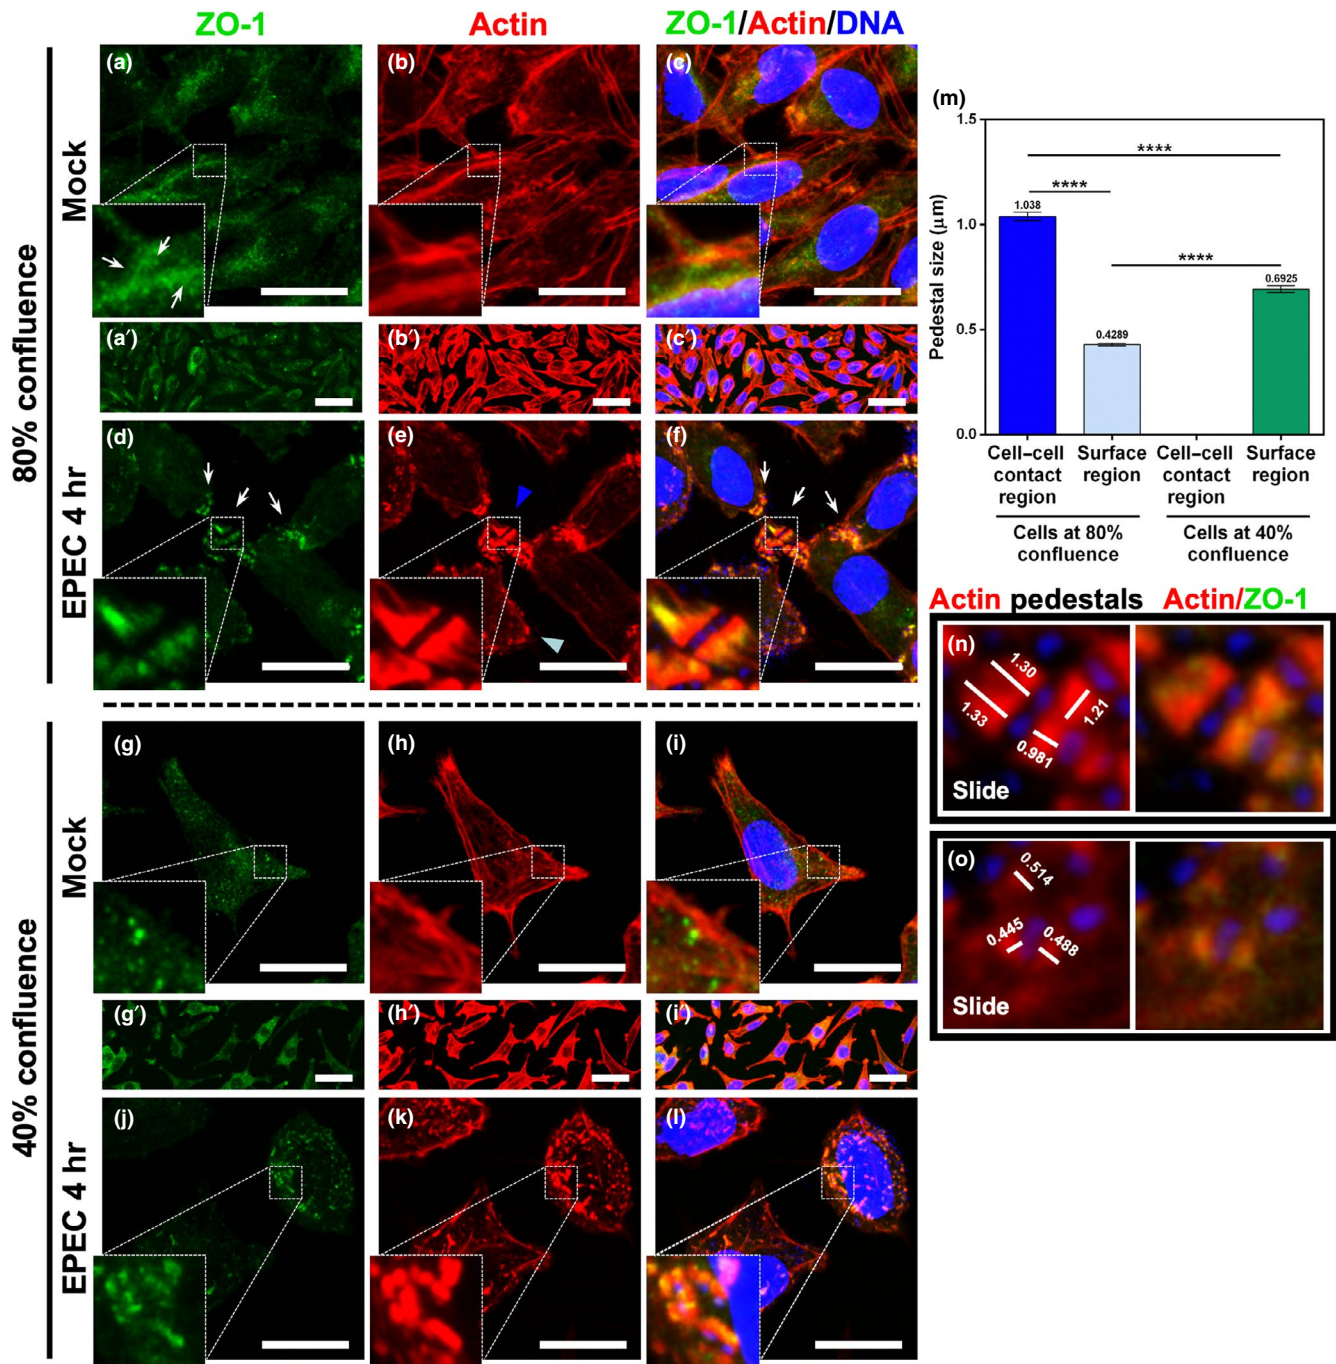 ZO-1
Actin
ZO-1/Actin/DNA
80% confluence
Mock
(a)
(b)
(c)
(a′)
(b′)
(c′)
EPEC 4 hr
(d)
(e)
(f)
40% confluence
Mock
(g)
(h)
(i)
(g′)
(h′)
(i′)
EPEC 4 hr
(j)
(k)
(l)
(m)
Pedestal size (μm)
1.5
1.0
0.5
0.0
****
****
****
1.038
0.4289
0.6925
Cell–cell
contact
region
Surface
region
Cell–cell
contact
region
Surface
region
Cells at 80%
confluence
Cells at 40%
confluence
Actin pedestals
Actin/ZO-1
(n)
1.30
1.33
1.21
0.981
Slide
(o)
0.514
0.445
0.488
Slide